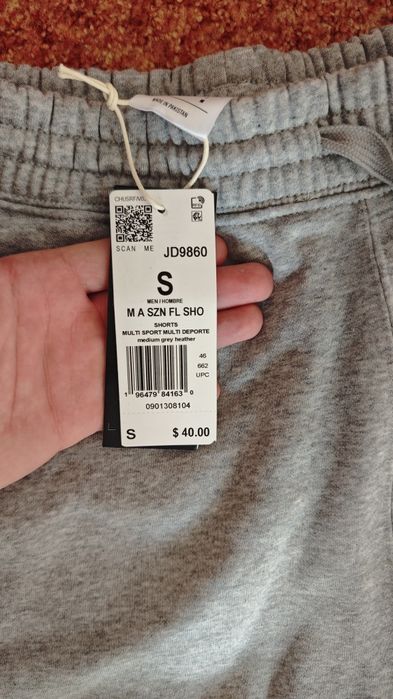 MADE IN PAKISTAN
SCAN ME
JD9860
S
MEN / HOMBRE
M A SZN FL SHO
SHORTS
MULTI SPORT MULTI DEPORTE
medium grey heather
46
662
UPC
1 96479 84163 0
0901308104
S $ 40.00